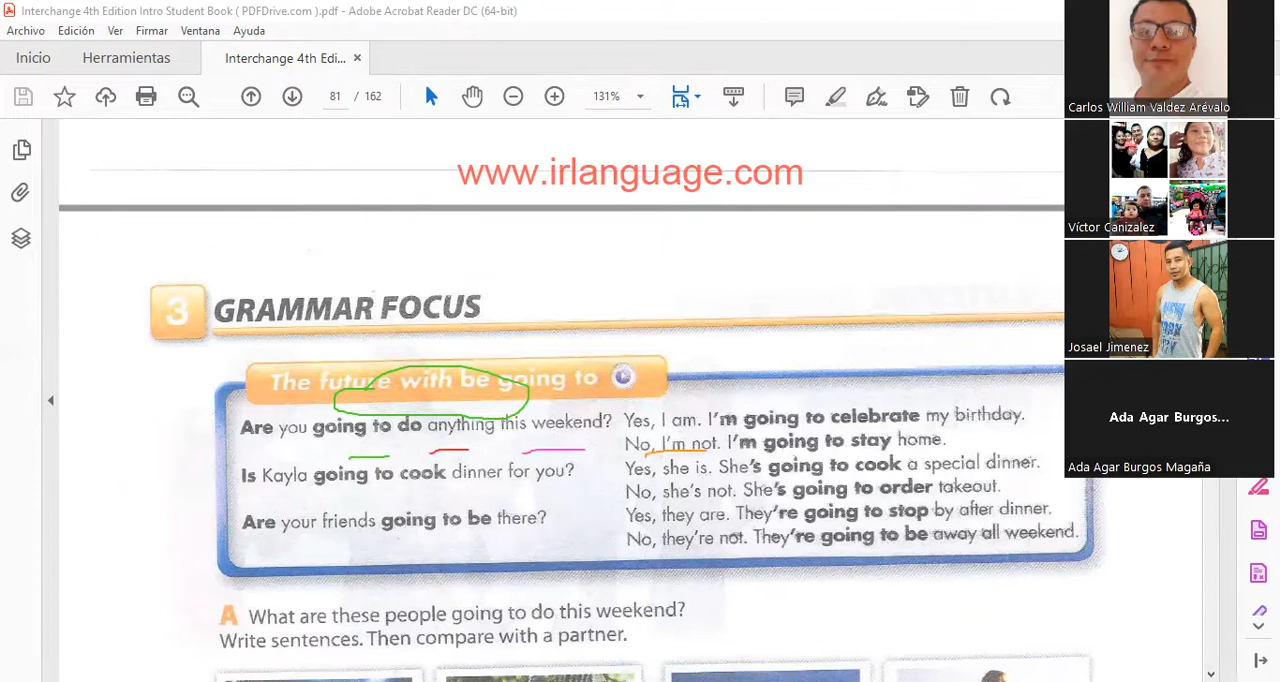 Interchange 4th Edition Intro Student Book ( PDFDrive.com ).pdf - Adobe Acrobat Reader DC (64-bit)
Archivo Edición Ver Firmar Ventana Ayuda
Inicio Herramientas Interchange 4th Edi... ×
81 / 162 131%
www.irlanguage.com
3 GRAMMAR FOCUS
The future with be going to
Are you going to do anything this weekend? Yes, I am. I'm going to celebrate my birthday.
No, I'm not. I'm going to stay home.
Is Kayla going to cook dinner for you? Yes, she is. She's going to cook a special dinner.
No, she's not. She's going to order takeout.
Are your friends going to be there? Yes, they are. They're going to stop by after dinner.
No, they're not. They're going to be away all weekend.
A What are these people going to do this weekend?
Write sentences. Then compare with a partner.
Carlos William Valdez Arévalo
Víctor Canizalez
Josael Jimenez
Ada Agar Burgos...
Ada Agar Burgos Magaña